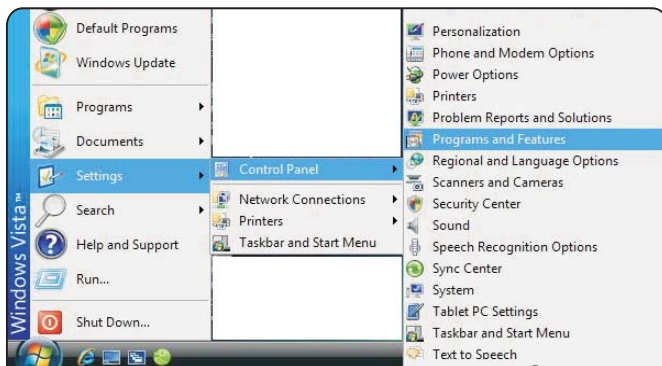 Windows Vista™
Default Programs
Windows Update
Programs
Documents
Settings
Search
Help and Support
Run...
Shut Down...
Control Panel
Network Connections
Printers
Taskbar and Start Menu
Personalization
Phone and Modem Options
Power Options
Printers
Problem Reports and Solutions
Programs and Features
Regional and Language Options
Scanners and Cameras
Security Center
Sound
Speech Recognition Options
Sync Center
System
Tablet PC Settings
Taskbar and Start Menu
Text to Speech